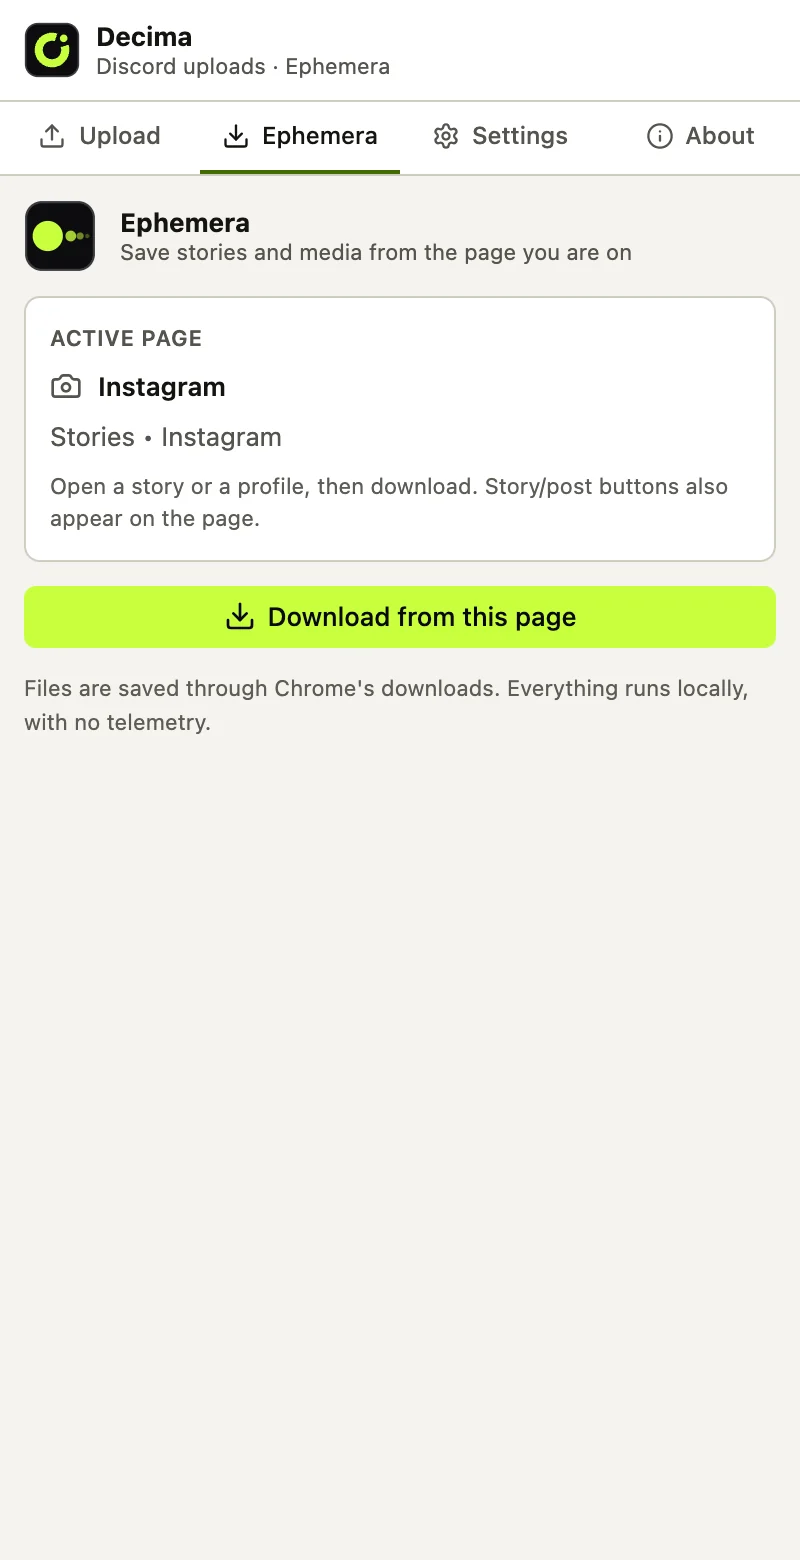 Decima
Discord uploads · Ephemera
Upload
Ephemera
Settings
About
Ephemera
Save stories and media from the page you are on
ACTIVE PAGE
Instagram
Stories • Instagram
Open a story or a profile, then download. Story/post buttons also
appear on the page.
Download from this page
Files are saved through Chrome's downloads. Everything runs locally,
with no telemetry.